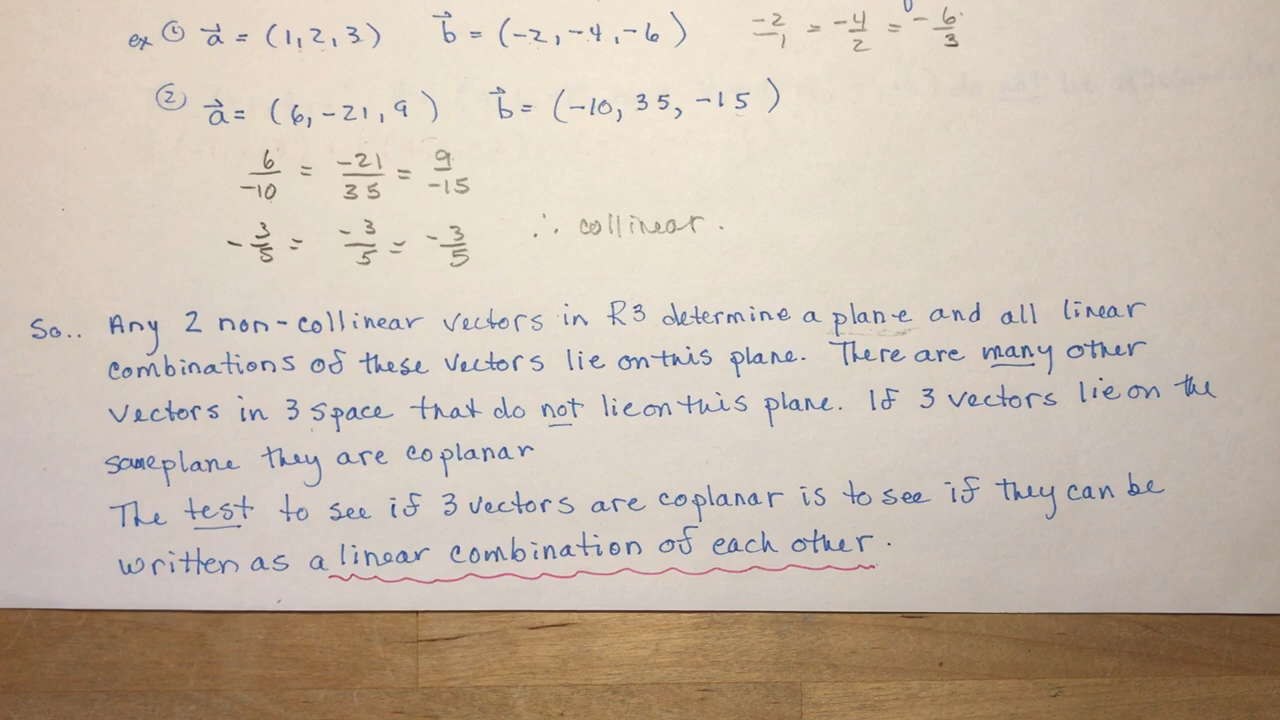 ex ① a⃗ = (1, 2, 3) b⃗ = (-2, -4, -6) -2/1 = -4/2 = -6/3
② a⃗ = (6, -21, 9) b⃗ = (-10, 35, -15)
6/-10 = -21/35 = 9/-15
-3/5 = -3/5 = -3/5 ∴ collinear.
So.. Any 2 non-collinear vectors in R3 determine a plane and all linear
combinations of these vectors lie on this plane. There are many other
vectors in 3 space that do not lie on this plane. If 3 vectors lie on the
same plane they are coplanar
The test to see if 3 vectors are coplanar is to see if they can be
written as a linear combination of each other.